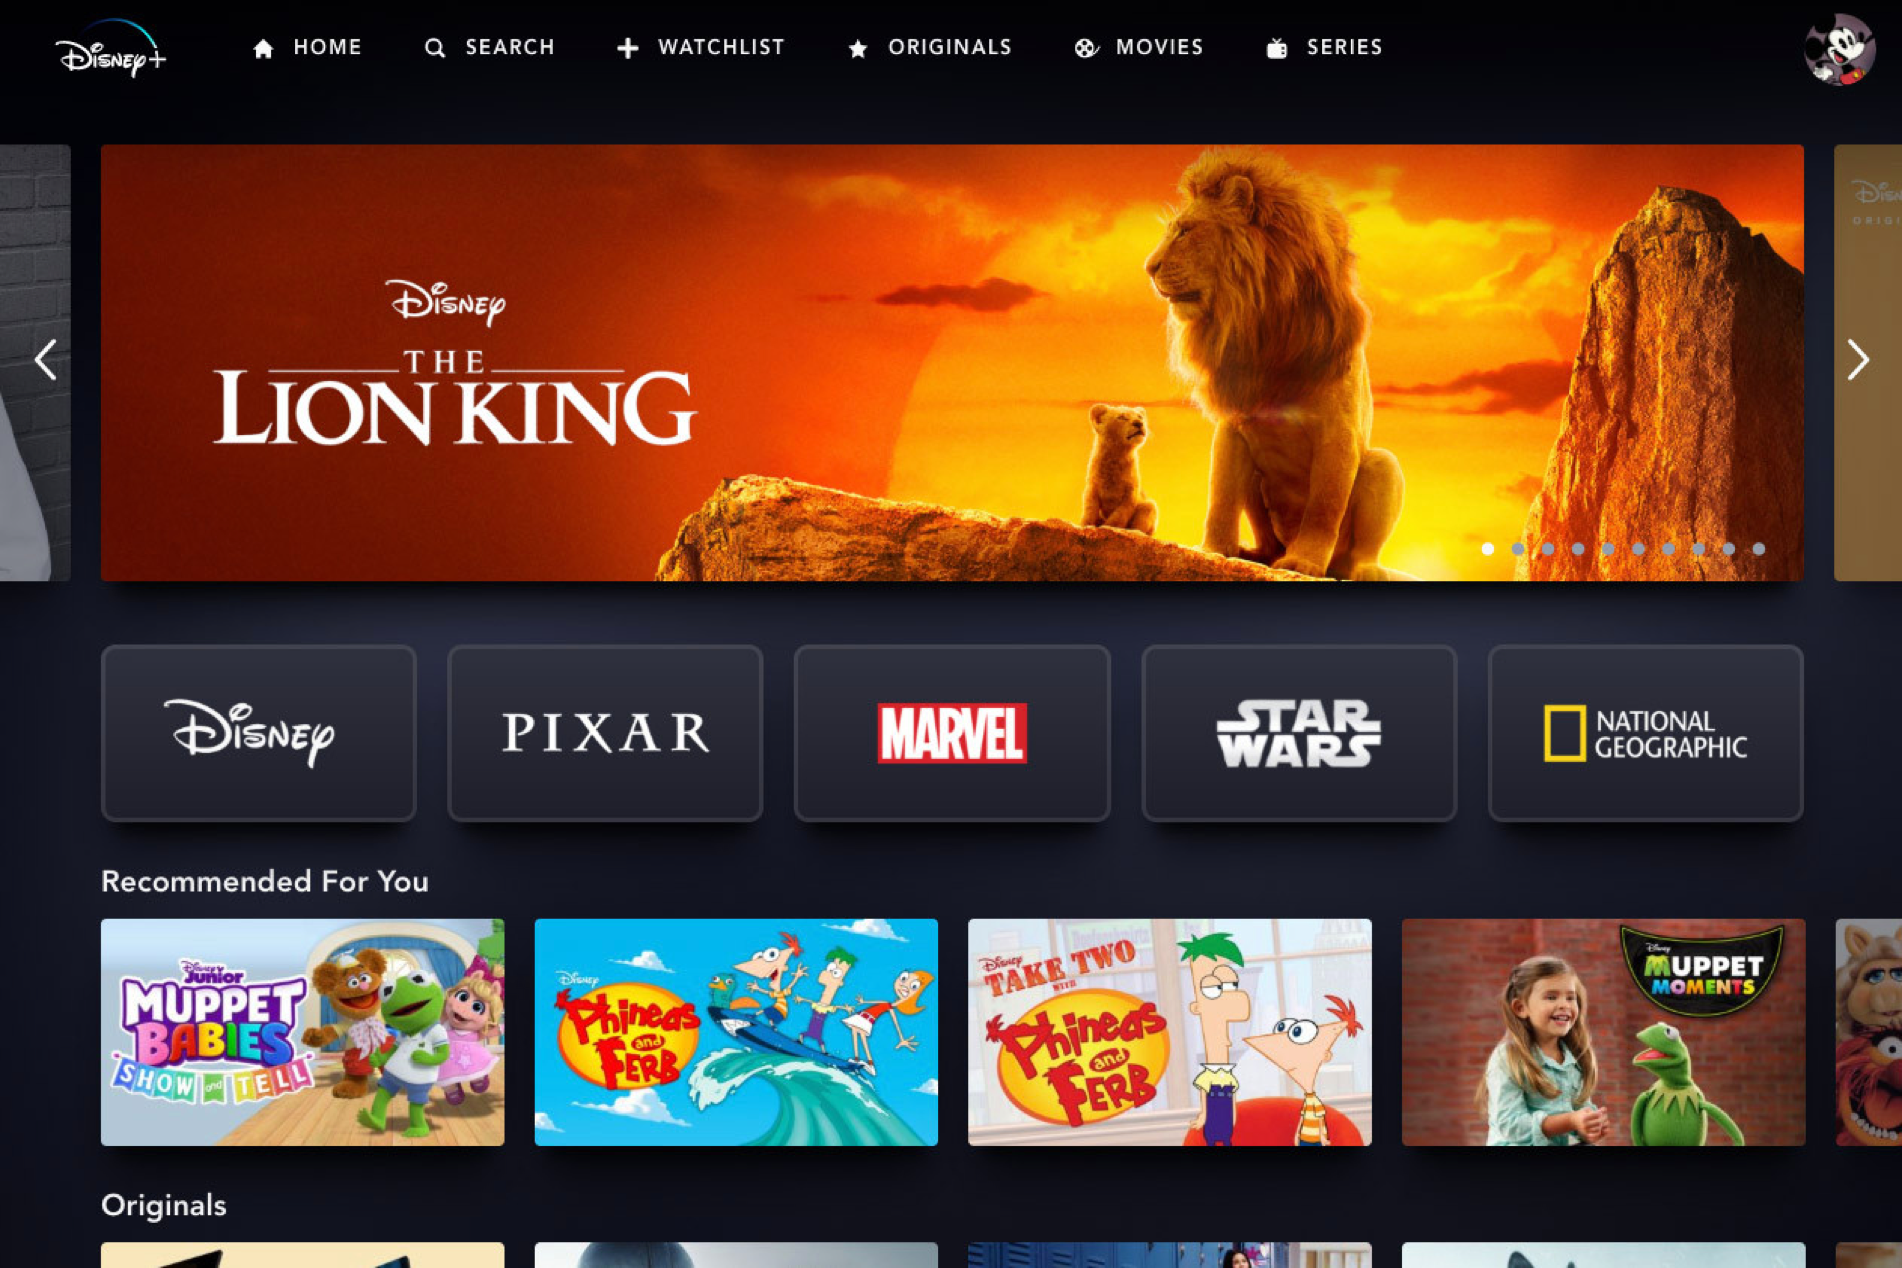 Disney+
HOME
SEARCH
WATCHLIST
ORIGINALS
MOVIES
SERIES
Disney
THE
LION KING
Disney
PIXAR
MARVEL
STAR
WARS
NATIONAL
GEOGRAPHIC
Recommended For You
Disney
Junior
MUPPET
BABIES
SHOW and TELL
Disney
Phineas
and
FERB
Disney
TAKE TWO
WITH
Phineas
and
FERB
Disney
MUPPET
MOMENTS
Originals